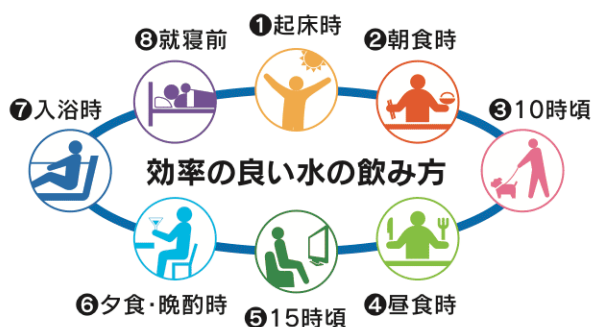 ❶起床時
❷朝食時
❸10時頃
❹昼食時
❺15時頃
❻夕食・晩酌時
❼入浴時
❽就寝前
効率の良い水の飲み方